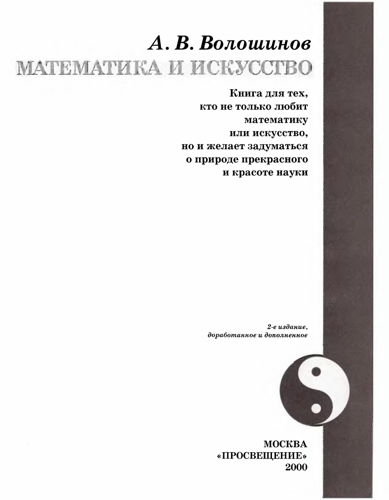 А. В. Волошинов
МАТЕМАТИКА И ИСКУССТВО
Книга для тех,
кто не только любит
математику
или искусство,
но и желает задуматься
о природе прекрасного
и красоте науки
2-е издание,
доработанное и дополненное
МОСКВА
«ПРОСВЕЩЕНИЕ»
2000